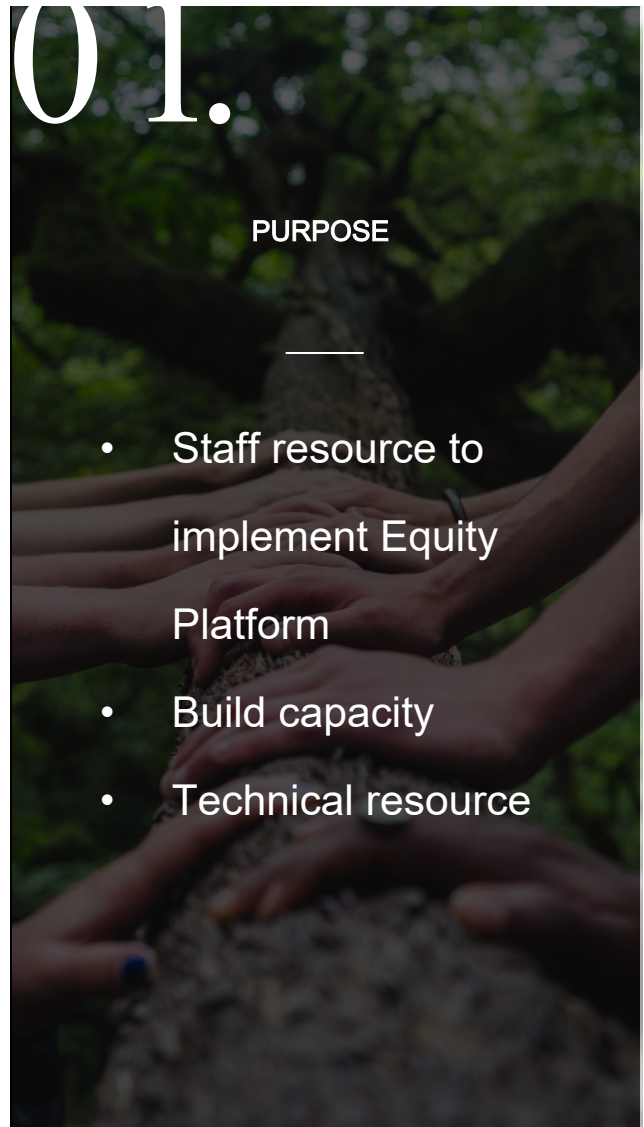 01.
PURPOSE
• Staff resource to
implement Equity
Platform
• Build capacity
• Technical resource